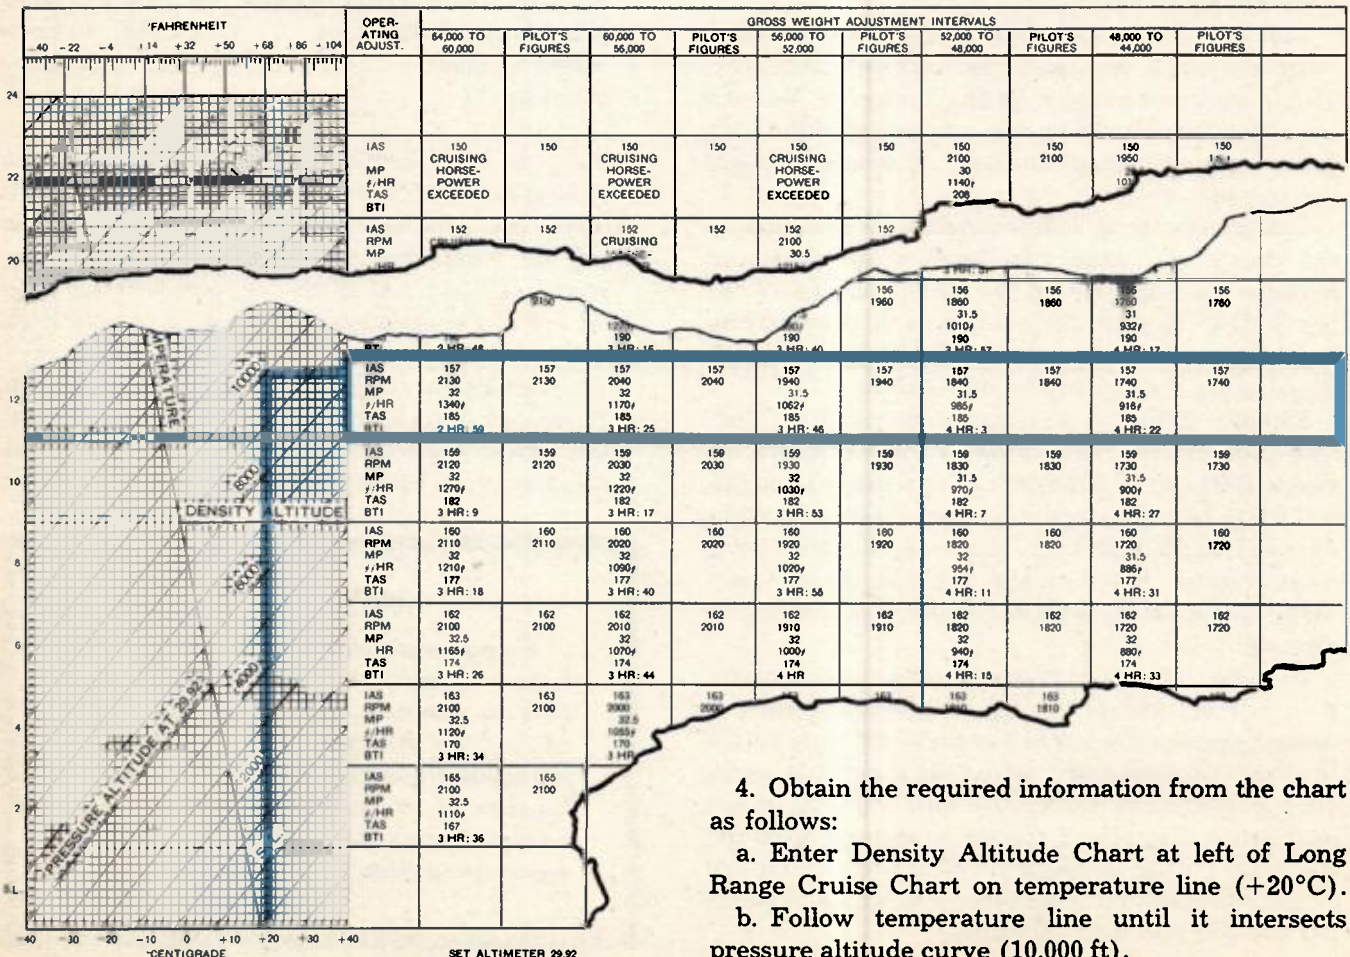 °FAHRENHEIT
-40 -22 -4 +14 +32 +50 +68 +86 +104
OPER-
ATING
ADJUST.
GROSS WEIGHT ADJUSTMENT INTERVALS
64,000 TO 60,000 PILOT'S FIGURES 60,000 TO 56,000 PILOT'S FIGURES 56,000 TO 52,000 PILOT'S FIGURES 52,000 TO 48,000 PILOT'S FIGURES 48,000 TO 44,000 PILOT'S FIGURES
24
IAS 150 150 150 150 150 150 150 150 150 150
CRUISING CRUISING CRUISING 2100 2100 1950
MP HORSE- HORSE- HORSE- 30
#/HR POWER POWER POWER 1140#
TAS EXCEEDED EXCEEDED EXCEEDED 208
BTI
22
IAS 152 152 152 152 152 152
RPM CRUISING 2100
MP 30.5
20
156 156 156 156 156
1960 1860 1860 1760 1760
31.5 31
1010# 932#
190 190 190 190
BTI 2 HR:48 3 HR:15 3 HR:40 3 HR:57 4 HR:17
IAS 157 157 157 157 157 157 157 157 157 157
RPM 2130 2130 2040 2040 1940 1940 1840 1840 1740 1740
MP 32 32 31.5 31.5 31.5
#/HR 1340# 1170# 1062# 985# 916#
TAS 185 185 185 185 185
BTI 2 HR:59 3 HR:25 3 HR:46 4 HR:3 4 HR:22
12
IAS 159 159 159 159 159 159 159 159 159 159
RPM 2120 2120 2030 2030 1930 1930 1830 1830 1730 1730
MP 32 32 32 31.5 31.5
#/HR 1270# 1220# 1030# 970# 900#
TAS 182 182 182 182 182
BTI 3 HR:9 3 HR:17 3 HR:53 4 HR:7 4 HR:27
10
IAS 160 160 160 160 160 160 160 160 160 160
RPM 2110 2110 2020 2020 1920 1920 1820 1820 1720 1720
MP 32 32 32 32 31.5
#/HR 1210# 1090# 1020# 954# 886#
TAS 177 177 177 177 177
BTI 3 HR:18 3 HR:40 3 HR:58 4 HR:11 4 HR:31
8
IAS 162 162 162 162 162 162 162 162 162 162
RPM 2100 2100 2010 2010 1910 1910 1820 1820 1720 1720
MP 32.5 32 32 32 32
HR 1165# 1070# 1000# 940# 880#
TAS 174 174 174 174 174
BTI 3 HR:26 3 HR:44 4 HR 4 HR:15 4 HR:33
6
IAS 163 163 163 163 163 163 163
RPM 2100 2100 2000 2000 1810 1810
MP 32.5 32.5
#/HR 1120# 1055#
TAS 170 170
BTI 3 HR:34 3 HR
4
IAS 165 165
RPM 2100 2100
MP 32.5
#/HR 1110#
TAS 167
BTI 3 HR:36
2
S.L.
TEMPERATURE
10000
8000
DENSITY ALTITUDE
6000
4000
PRESSURE ALTITUDE AT 29.923
2000
S.L.
-40 -30 -20 -10 0 +10 +20 +30 +40
°CENTIGRADE
SET ALTIMETER 29.92
4. Obtain the required information from the chart
as follows:
a. Enter Density Altitude Chart at left of Long
Range Cruise Chart on temperature line (+20°C).
b. Follow temperature line until it intersects
pressure altitude curve (10,000 ft).